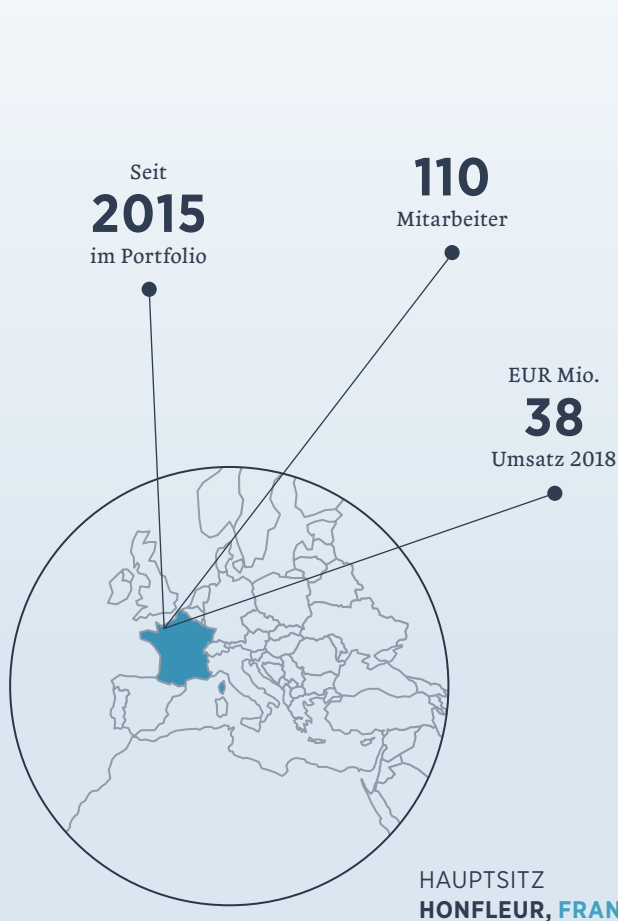 Seit
2015
im Portfolio
110
Mitarbeiter
EUR Mio.
38
Umsatz 2018
HAUPTSITZ
HONFLEUR, FRAN